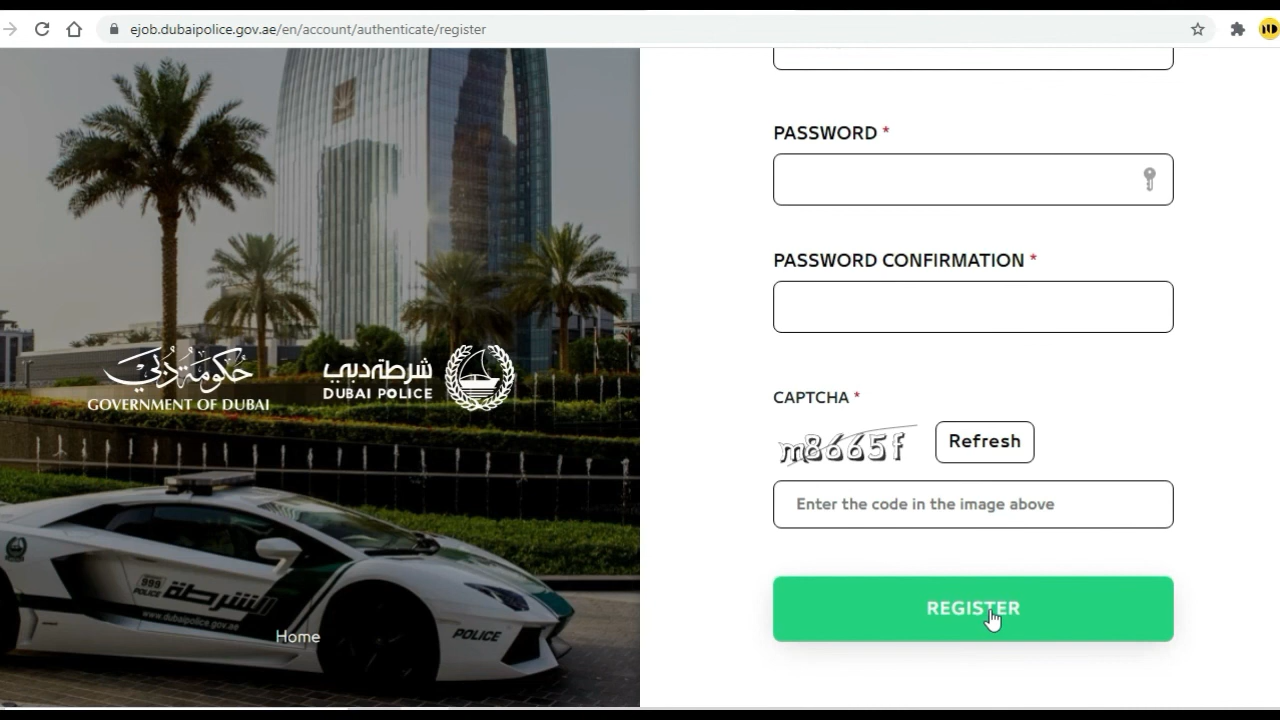 ejob.dubaipolice.gov.ae/en/account/authenticate/register
PASSWORD *
PASSWORD CONFIRMATION *
CAPTCHA *
m8665f
Refresh
Enter the code in the image above
REGISTER
حكومة دبي
GOVERNMENT OF DUBAI
شرطة دبي
DUBAI POLICE
999
POLICE
الشرطة
www.dubaipolice.gov.ae
POLICE
Home